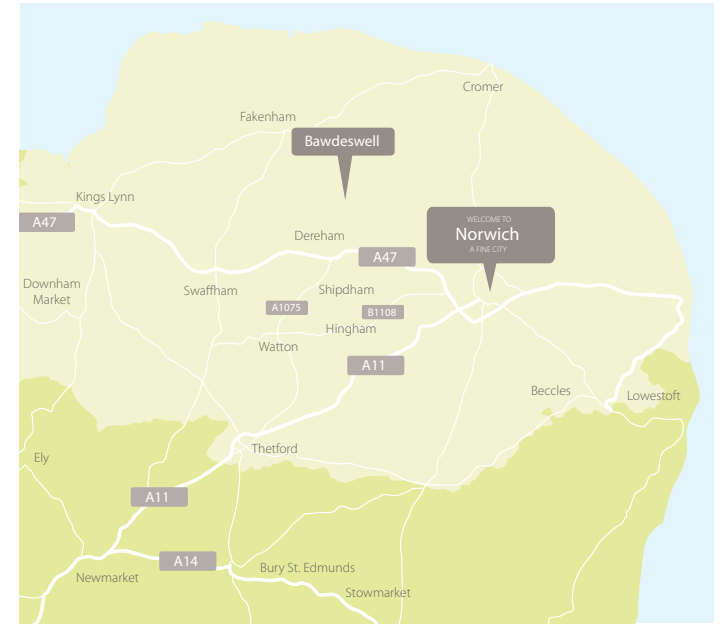 Cromer
Fakenham
Bawdeswell
Kings Lynn
A47
WELCOME TO
Norwich
A FINE CITY
Dereham
A47
Downham
Market
Swaffham
Shipdham
A1075
B1108
Hingham
Watton
A11
Beccles
Lowestoft
Thetford
Ely
A11
A14
Bury St. Edmunds
Newmarket
Stowmarket